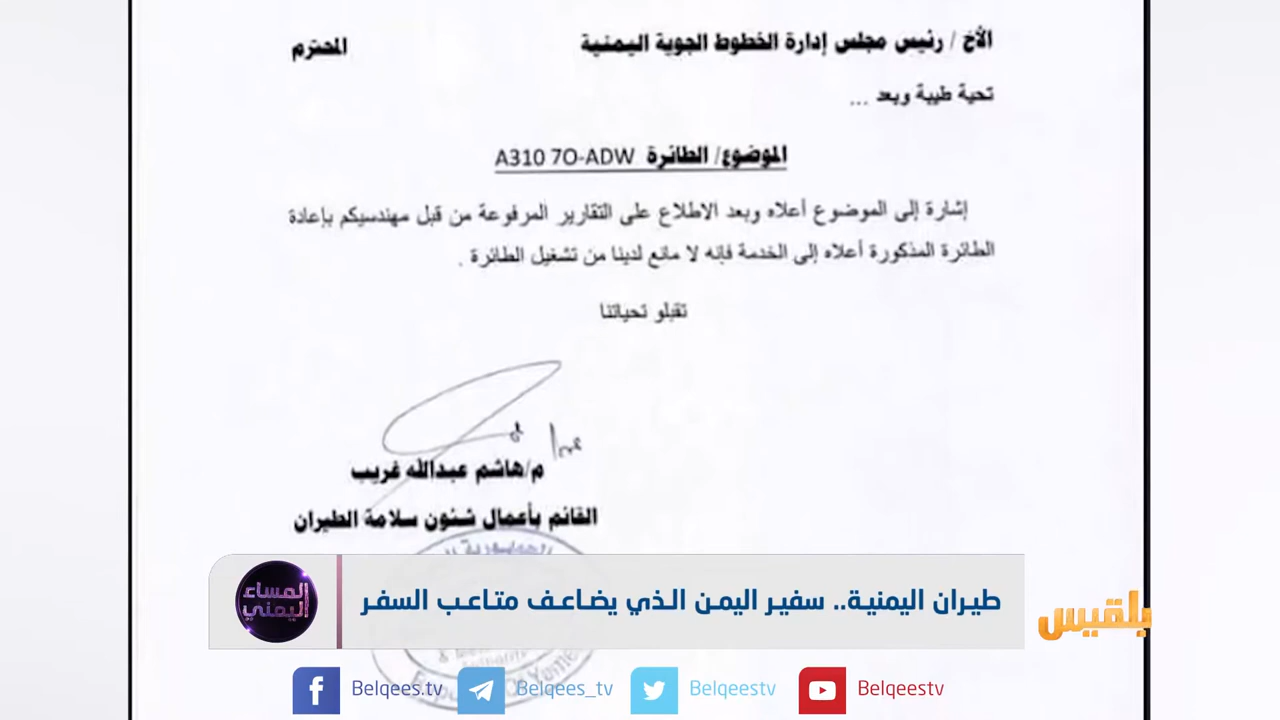 الأخ / رئيس مجلس إدارة الخطوط الجوية اليمنية المحترم
تحية طيبة وبعد ...
الموضوع/ الطائرة A310 7O-ADW
إشارة إلى الموضوع أعلاه وبعد الاطلاع على التقارير المرفوعة من قبل مهندسيكم بإعادة
الطائرة المذكورة أعلاه إلى الخدمة فإنه لا مانع لدينا من تشغيل الطائرة .
تقبلو تحياتنا
م/هاشم عبدالله غريب
القائم بأعمال شئون سلامة الطيران
الجمهورية
طيران اليمنية.. سفير اليمن الذي يضاعف متاعب السفر
المساء
اليمني
بلقيس
Belqees.tv
Belqees_tv
Belqeestv
Belqeestv